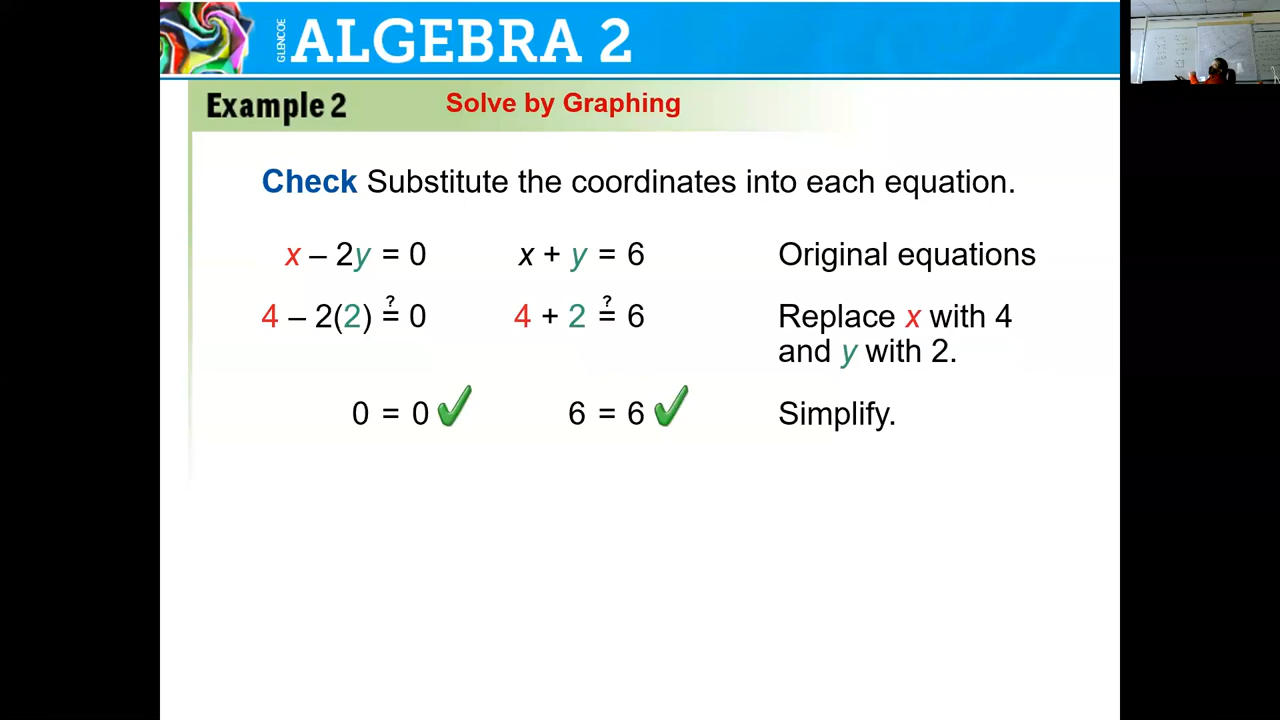 GLENCOE ALGEBRA 2
Example 2 Solve by Graphing
Check Substitute the coordinates into each equation.
x – 2y = 0 x + y = 6 Original equations
4 – 2(2) ≟ 0 4 + 2 ≟ 6 Replace x with 4
and y with 2.
0 = 0 ✓ 6 = 6 ✓ Simplify.